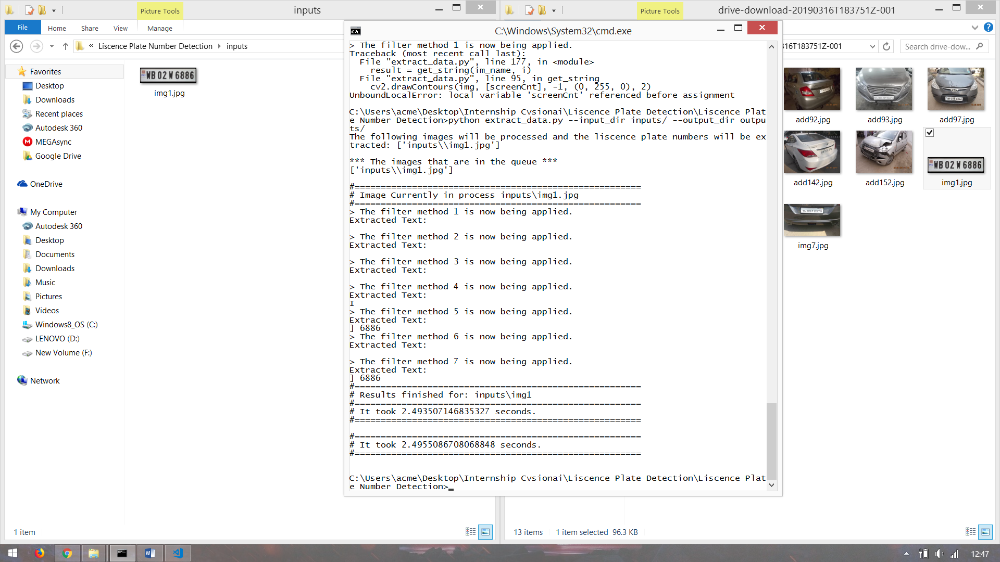 Picture Tools
inputs
File
Home
Share
View
Manage
« Liscence Plate Number Detection
inputs
Favorites
Desktop
Downloads
Recent places
Autodesk 360
MEGAsync
Google Drive
OneDrive
My Computer
Autodesk 360
Desktop
Documents
Downloads
Music
Pictures
Videos
Windows8_OS (C:)
LENOVO (D:)
New Volume (F:)
Network
WB 02 W 6886
img1.jpg
1 item
C:\Windows\System32\cmd.exe
> The filter method 1 is now being applied.
Traceback (most recent call last):
File "extract_data.py", line 177, in <module>
result = get_string(im_name, i)
File "extract_data.py", line 95, in get_string
cv2.drawContours(img, [screenCnt], -1, (0, 255, 0), 2)
UnboundLocalError: local variable 'screenCnt' referenced before assignment
C:\Users\acme\Desktop\Internship Cvsionai\Liscence Plate Detection\Liscence Plat
e Number Detection>python extract_data.py --input_dir inputs/ --output_dir outpu
ts/
The following images will be processed and the liscence plate numbers will be ex
tracted: ['inputs\\img1.jpg']
*** The images that are in the queue ***
['inputs\\img1.jpg']
#=======================================================
# Image Currently in process inputs\img1.jpg
#=======================================================
> The filter method 1 is now being applied.
Extracted Text:
> The filter method 2 is now being applied.
Extracted Text:
> The filter method 3 is now being applied.
Extracted Text:
> The filter method 4 is now being applied.
Extracted Text:
I
> The filter method 5 is now being applied.
Extracted Text:
] 6886
> The filter method 6 is now being applied.
Extracted Text:
> The filter method 7 is now being applied.
Extracted Text:
] 6886
#=======================================================
# Results finished for: inputs\img1
#=======================================================
# It took 2.493507146835327 seconds.
#=======================================================
#=======================================================
# It took 2.4955086708068848 seconds.
#=======================================================
C:\Users\acme\Desktop\Internship Cvsionai\Liscence Plate Detection\Liscence Plat
e Number Detection>
Picture Tools
drive-download-20190316T183751Z-001
316T183751Z-001
Search drive-dow...
add92.jpg
add93.jpg
add97.jpg
add142.jpg
add152.jpg
WB 02 W 6886
img1.jpg
img7.jpg
13 items
1 item selected 96.3 KB
12:47